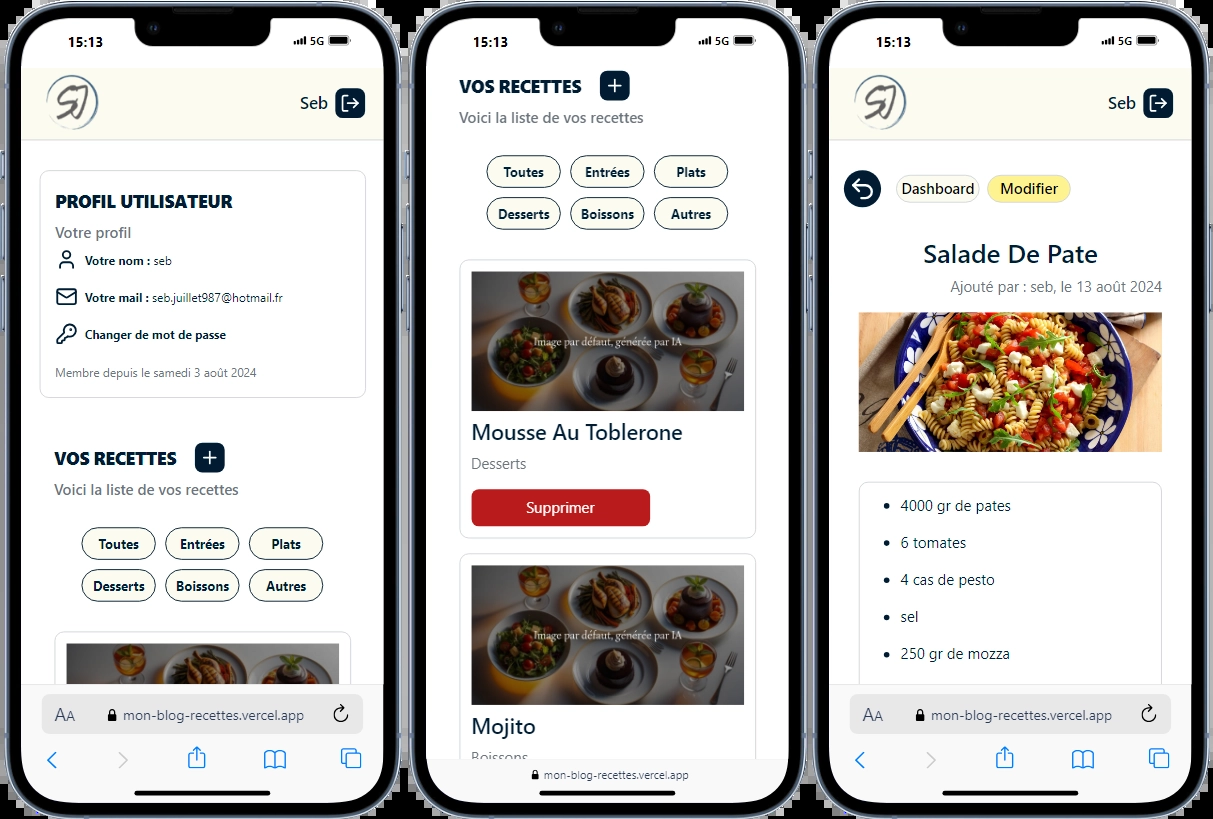 15:13
5G
SJ
Seb
PROFIL UTILISATEUR
Votre profil
Votre nom : seb
Votre mail : seb.juillet987@hotmail.fr
Changer de mot de passe
Membre depuis le samedi 3 août 2024
VOS RECETTES +
Voici la liste de vos recettes
Toutes Entrées Plats
Desserts Boissons Autres
AA mon-blog-recettes.vercel.app
15:13
5G
VOS RECETTES +
Voici la liste de vos recettes
Toutes Entrées Plats
Desserts Boissons Autres
Image par défaut, générée par IA
Mousse Au Toblerone
Desserts
Supprimer
Image par défaut, générée par IA
Mojito
Boissons
mon-blog-recettes.vercel.app
15:13
5G
SJ
Seb
Dashboard Modifier
Salade De Pate
Ajouté par : seb, le 13 août 2024
4000 gr de pates
6 tomates
4 cas de pesto
sel
250 gr de mozza
AA mon-blog-recettes.vercel.app